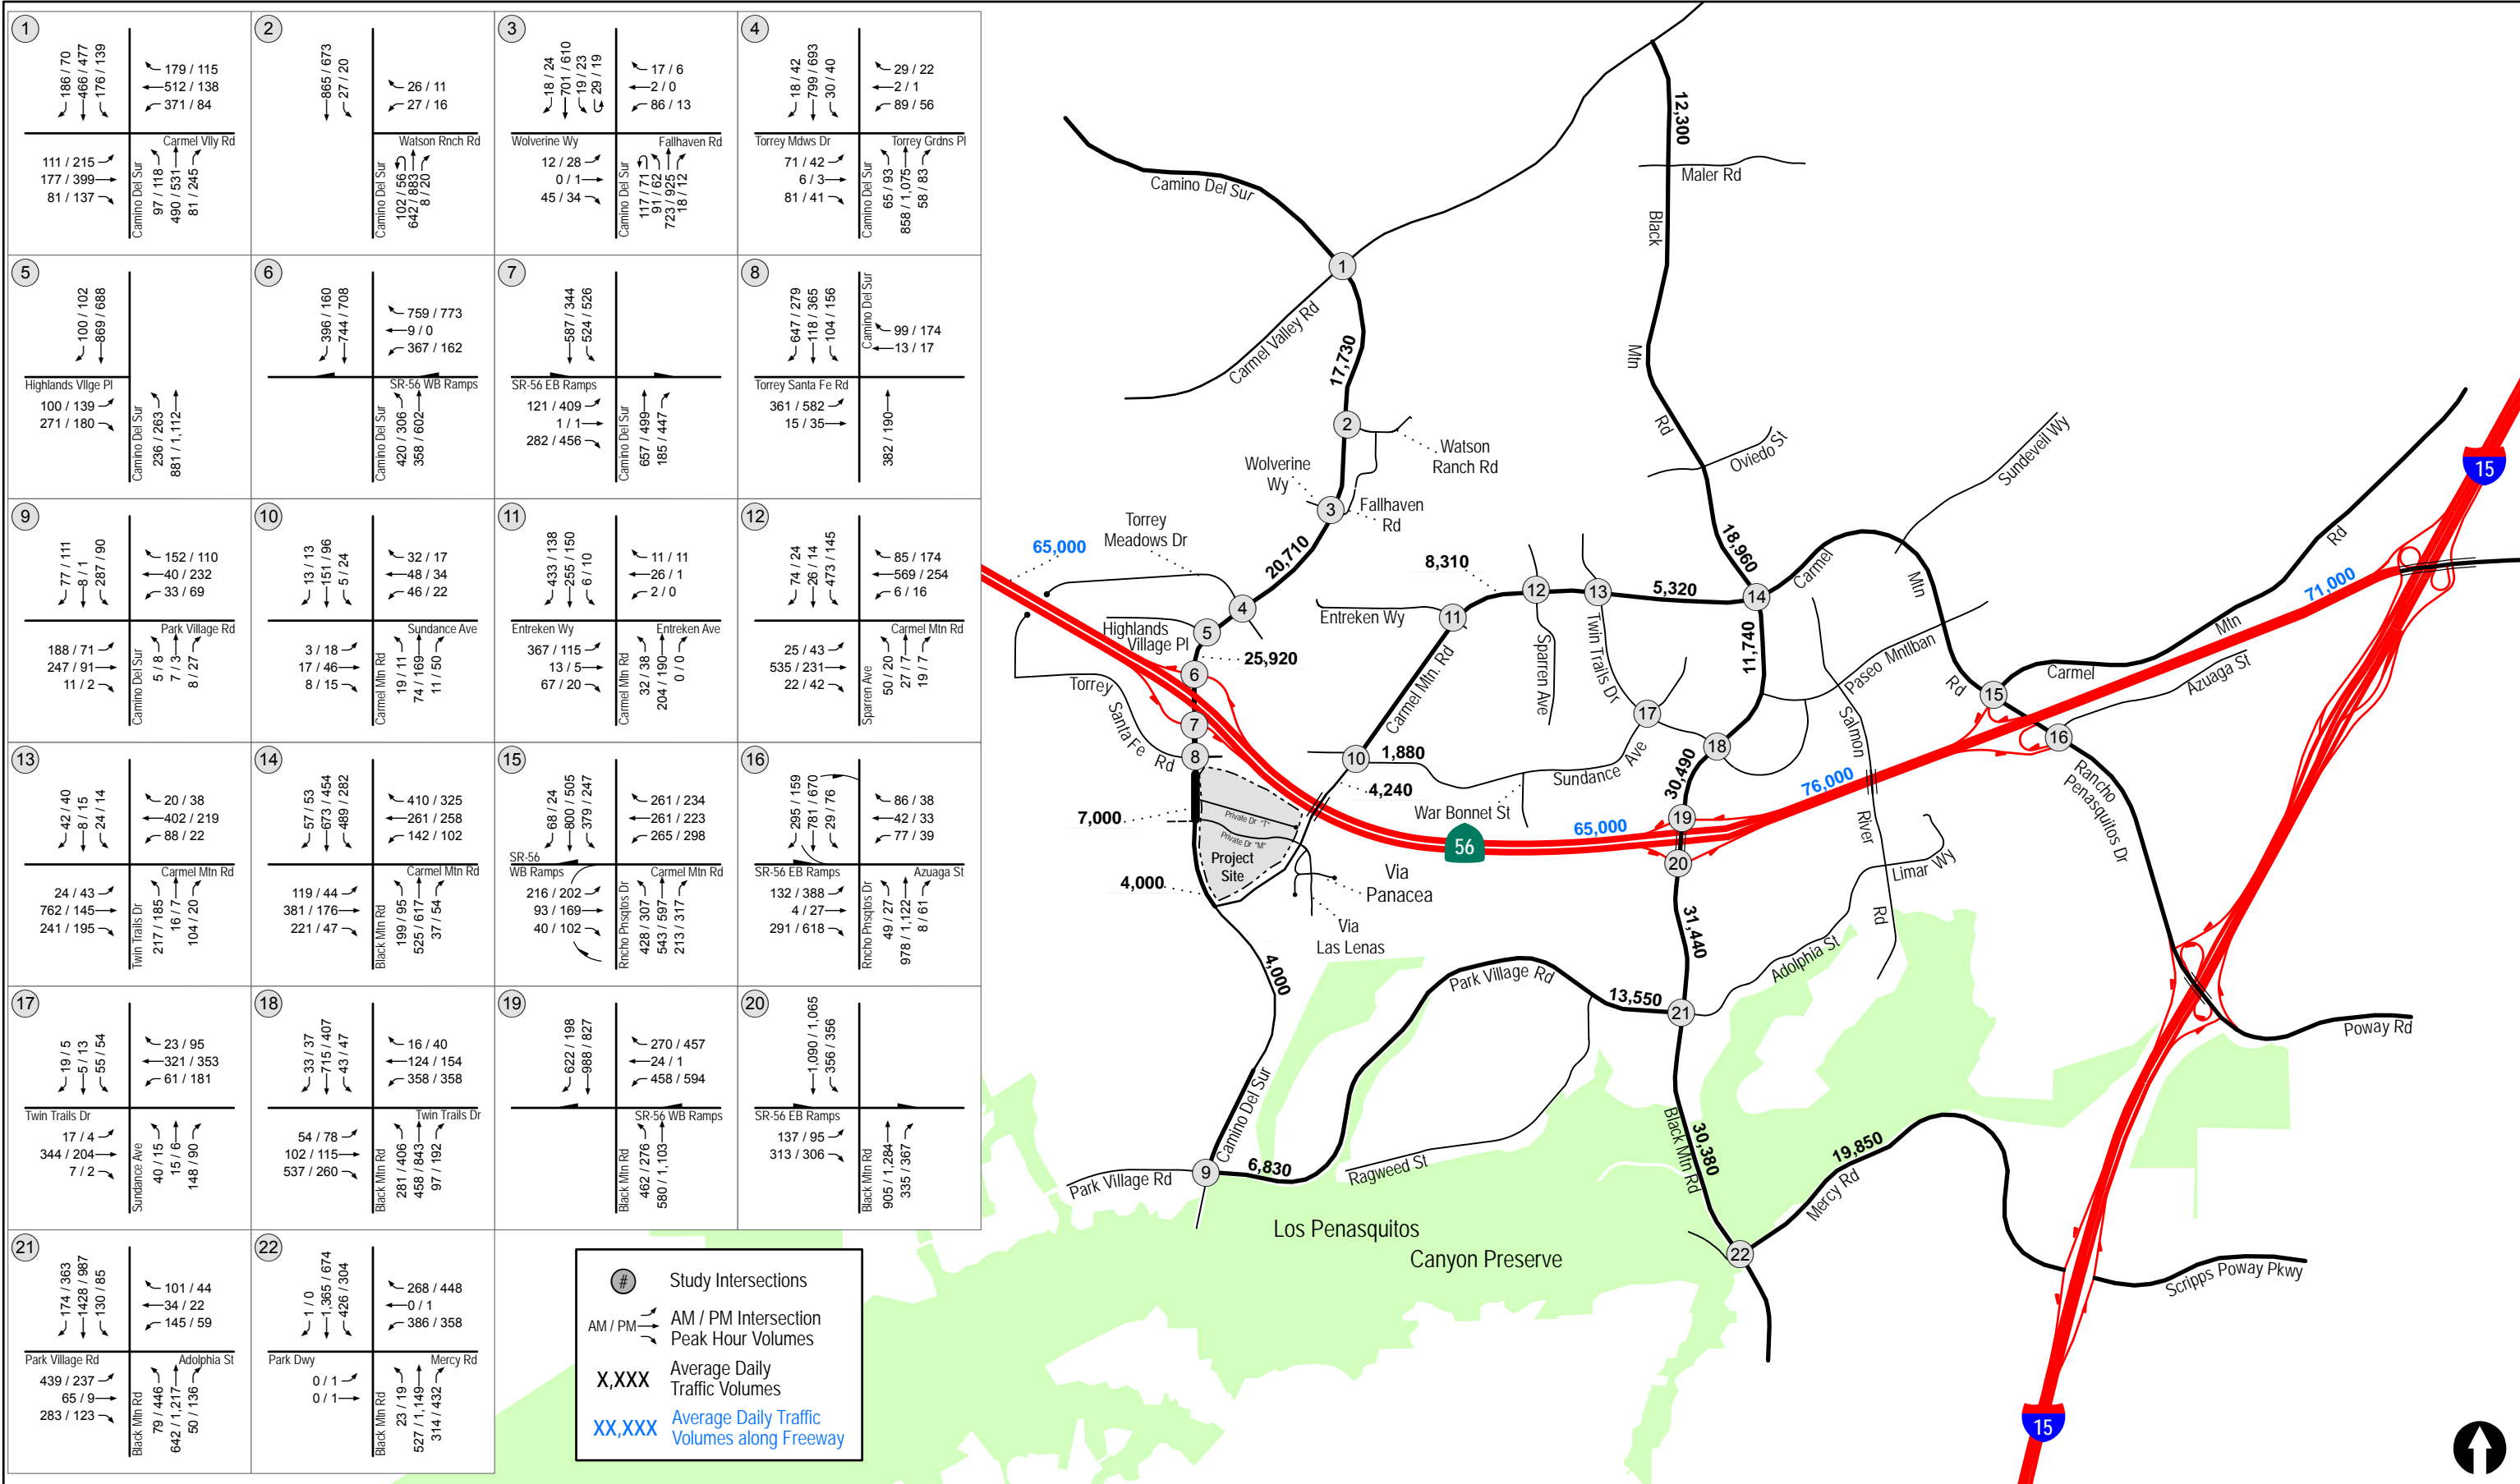 1
186 / 70
466 / 477
176 / 139
179 / 115
512 / 138
371 / 84
Carmel Vlly Rd
111 / 215
177 / 399
81 / 137
Camino Del Sur
97 / 118
490 / 531
81 / 245
2
865 / 673
27 / 20
26 / 11
27 / 16
Watson Rnch Rd
Camino Del Sur
102 / 56
642 / 883
8 / 20
3
18 / 24
701 / 610
19 / 23
29 / 19
17 / 6
2 / 0
86 / 13
Wolverine Wy
Fallhaven Rd
12 / 28
0 / 1
45 / 34
Camino Del Sur
117 / 71
91 / 62
723 / 925
18 / 12
4
18 / 42
799 / 693
30 / 40
29 / 22
2 / 1
89 / 56
Torrey Mdws Dr
Torrey Grdns Pl
71 / 42
6 / 3
81 / 41
Camino Del Sur
65 / 93
858 / 1,075
58 / 83
5
100 / 102
869 / 688
Highlands Vllge Pl
100 / 139
271 / 180
Camino Del Sur
236 / 263
881 / 1,112
6
396 / 160
744 / 708
759 / 773
9 / 0
367 / 162
SR-56 WB Ramps
Camino Del Sur
420 / 306
358 / 602
7
587 / 344
524 / 526
SR-56 EB Ramps
121 / 409
1 / 1
282 / 456
Camino Del Sur
657 / 499
185 / 447
8
647 / 279
118 / 365
104 / 156
Camino Del Sur
99 / 174
13 / 17
Torrey Santa Fe Rd
361 / 582
15 / 35
382 / 190
9
77 / 111
8 / 1
287 / 90
152 / 110
40 / 232
33 / 69
Park Village Rd
188 / 71
247 / 91
11 / 2
Camino Del Sur
5 / 8
7 / 3
8 / 27
10
13 / 13
151 / 96
5 / 24
32 / 17
48 / 34
46 / 22
Sundance Ave
3 / 18
17 / 46
8 / 15
Carmel Mtn Rd
19 / 11
74 / 169
11 / 50
11
433 / 138
255 / 150
6 / 10
11 / 11
26 / 1
2 / 0
Entreken Wy
Entreken Ave
367 / 115
13 / 5
67 / 20
Carmel Mtn Rd
32 / 38
204 / 190
0 / 0
12
74 / 24
26 / 14
473 / 145
85 / 174
569 / 254
6 / 16
Carmel Mtn Rd
25 / 43
535 / 231
22 / 42
Sparren Ave
50 / 20
27 / 7
19 / 7
13
42 / 40
8 / 15
24 / 14
20 / 38
402 / 219
88 / 22
Carmel Mtn Rd
24 / 43
762 / 145
241 / 195
Twin Trails Dr
217 / 185
16 / 7
104 / 20
14
57 / 53
673 / 454
489 / 282
410 / 325
261 / 258
142 / 102
Carmel Mtn Rd
119 / 44
381 / 176
221 / 47
Black Mtn Rd
199 / 95
525 / 617
37 / 54
15
68 / 24
800 / 505
379 / 247
261 / 234
261 / 223
265 / 298
SR-56
WB Ramps
Carmel Mtn Rd
216 / 202
93 / 169
40 / 102
Rncho Pnsqtos Dr
428 / 307
543 / 597
213 / 317
16
295 / 159
781 / 670
29 / 76
86 / 38
42 / 33
77 / 39
SR-56 EB Ramps
Azuaga St
132 / 388
4 / 27
291 / 618
Rncho Pnsqtos Dr
49 / 27
978 / 1,122
8 / 61
17
19 / 5
5 / 13
555 / 54
23 / 95
321 / 353
61 / 181
Twin Trails Dr
17 / 4
344 / 204
7 / 2
Sundance Ave
40 / 15
15 / 6
148 / 90
18
333 / 37
715 / 407
43 / 47
16 / 40
124 / 154
358 / 358
Twin Trails Dr
54 / 78
102 / 115
537 / 260
Black Mtn Rd
281 / 406
458 / 843
97 / 192
19
622 / 198
988 / 827
270 / 457
24 / 1
458 / 594
SR-56 WB Ramps
Black Mtn Rd
462 / 276
580 / 1,103
20
1,090 / 1,065
356 / 356
SR-56 EB Ramps
137 / 95
313 / 306
Black Mtn Rd
905 / 1,284
335 / 367
21
174 / 363
1428 / 987
130 / 85
101 / 44
34 / 22
145 / 59
Park Village Rd
Adolphia St
439 / 237
65 / 9
283 / 123
Black Mtn Rd
79 / 446
642 / 1,217
50 / 136
22
1 / 0
1,365 / 674
426 / 304
268 / 448
0 / 1
386 / 358
Park Dwy
Mercy Rd
0 / 1
0 / 1
Black Mtn Rd
23 / 19
527 / 1,149
314 / 432
# Study Intersections
AM / PM
AM / PM Intersection
Peak Hour Volumes
X,XXX
Average Daily
Traffic Volumes
XX,XXX
Average Daily Traffic
Volumes along Freeway
12,300
Maler Rd
Camino Del Sur
Black
Mtn
Rd
1
Carmel Valley Rd
17,730
2
Watson
Ranch Rd
Oviedo St
Sundeveil Wy
15
Wolverine
Wy
3
Fallhaven
Rd
Torrey
Meadows Dr
65,000
20,710
18,960
Carmel
Mtn
Rd
Rd
Mtn
Carmel
71,000
8,310
12
13
5,320
14
4
11
Entreken Wy
Highlands
Village Pl
5
25,920
6
7
8
Torrey
Santa Fe
Rd
Sparren Ave
Twin Trails Dr
11,740
Paseo Mntlban
Salmon
River
Rd
15
16
Azuaga St
Rancho
Penasquitos Dr
Carmel Mtn. Rd
17
18
10
1,880
4,240
Sundance Ave
War Bonnet St
30,490
76,000
19
20
65,000
56
7,000
Private Dr "T"
Private Dr "M"
Project
Site
4,000
Via
Panacea
Via
Las Lenas
Limar Wy
31,440
Adolphia St
4,000
Park Village Rd
13,550
21
Poway Rd
Camino Del Sur
9
6,830
Park Village Rd
Ragweed St
Black Mtn Rd
30,380
19,850
Mercy Rd
22
Los Penasquitos
Canyon Preserve
Scripps Poway Pkwy
15